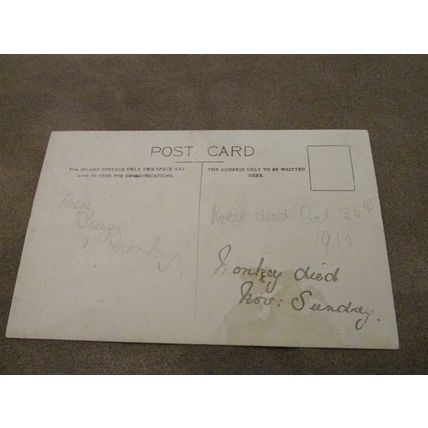 POST CARD
FOR INLAND POSTAGE ONLY THIS SPACE MAY
NOW BE USED FOR COMMUNICATIONS.
THE ADDRESS ONLY TO BE WRITTEN
HERE.
"
& "monkey".
died Oct 26th
1910
Monkey died
Nov: Sunday.